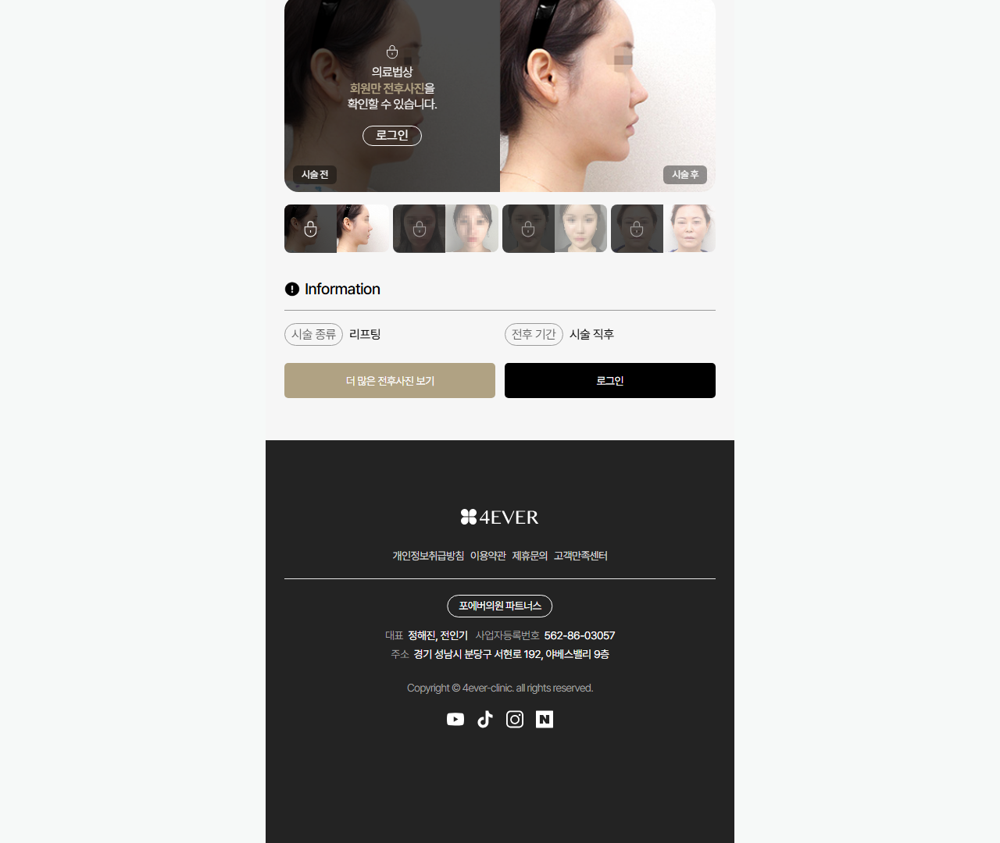 의료법상
회원만 전후사진을
확인할 수 있습니다.
로그인
시술 전
시술 후
Information
시술 종류 리프팅
전후 기간 시술 직후
더 많은 전후사진 보기
로그인
4EVER
개인정보취급방침 이용약관 제휴문의 고객만족센터
포에버의원 파트너스
대표 정해진, 전인기 사업자등록번호 562-86-03057
주소 경기 성남시 분당구 서현로 192, 야베스밸리 9층
Copyright © 4ever-clinic. all rights reserved.